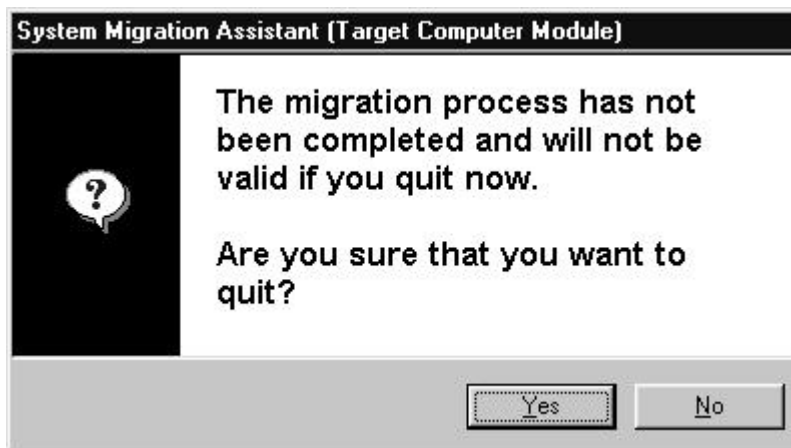 System Migration Assistant (Target Computer Module)
The migration process has not
been completed and will not be
valid if you quit now.
Are you sure that you want to
quit?
Yes
No